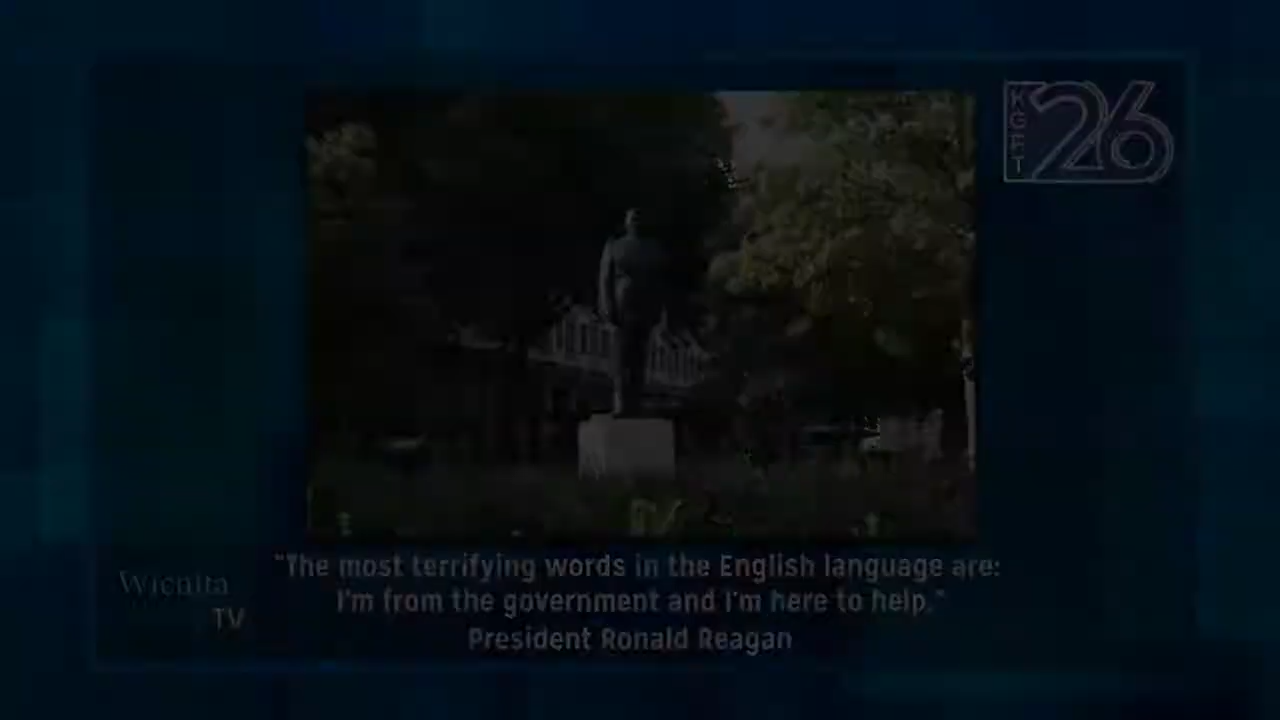 KGPT
26
"The most terrifying words in the English language are:
I'm from the government and I'm here to help."
President Ronald Reagan
Wichita
TV